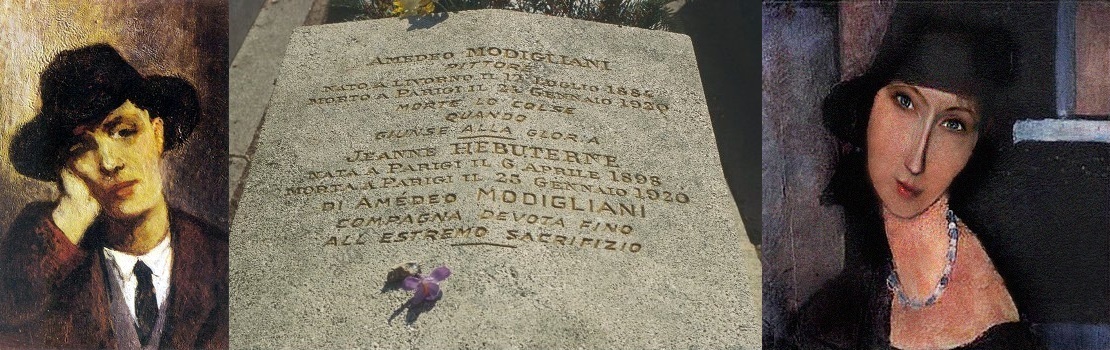 AMEDEO MODIGLIANI
PITTORE
NATO A LIVORNO IL 12 LUGLIO 1884
MORTO A PARIGI IL 24 GENNAIO 1920
MORTE LO COLSE
QUANDO
GIUNSE ALLA GLORIA
JEANNE HÉBUTERNE
NATA A PARIGI IL 6 APRILE 1898
MORTA A PARIGI IL 25 GENNAIO 1920
DI AMEDEO MODIGLIANI
COMPAGNA DEVOTA FINO
ALL ESTREMO SACRIFIZIO